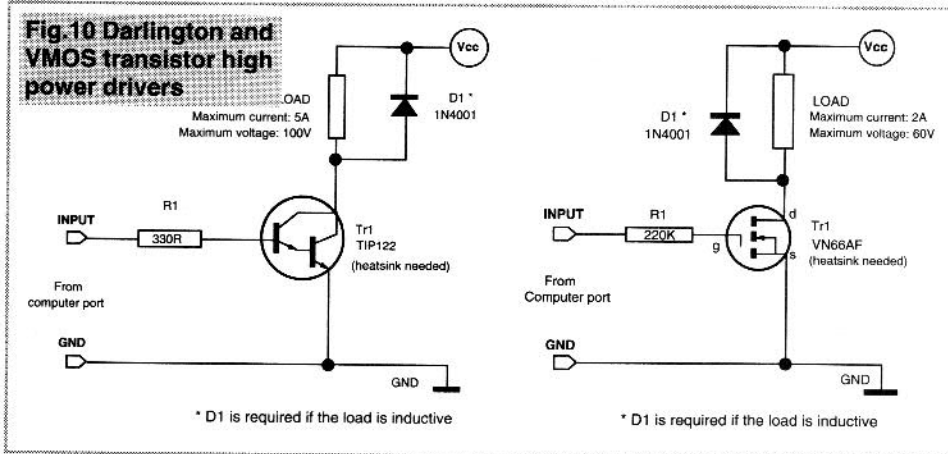 Fig.10 Darlington and
VMOS transistor high
power drivers
Vcc
LOAD
Maximum current: 5A
Maximum voltage: 100V
D1 *
1N4001
INPUT
R1
330R
Tr1
TIP122
(heatsink needed)
From
computer port
GND
GND
* D1 is required if the load is inductive
Vcc
D1 *
1N4001
LOAD
Maximum current: 2A
Maximum voltage: 60V
INPUT
R1
220K
g
d
s
Tr1
VN66AF
(heatsink needed)
From
Computer port
GND
GND
* D1 is required if the load is inductive